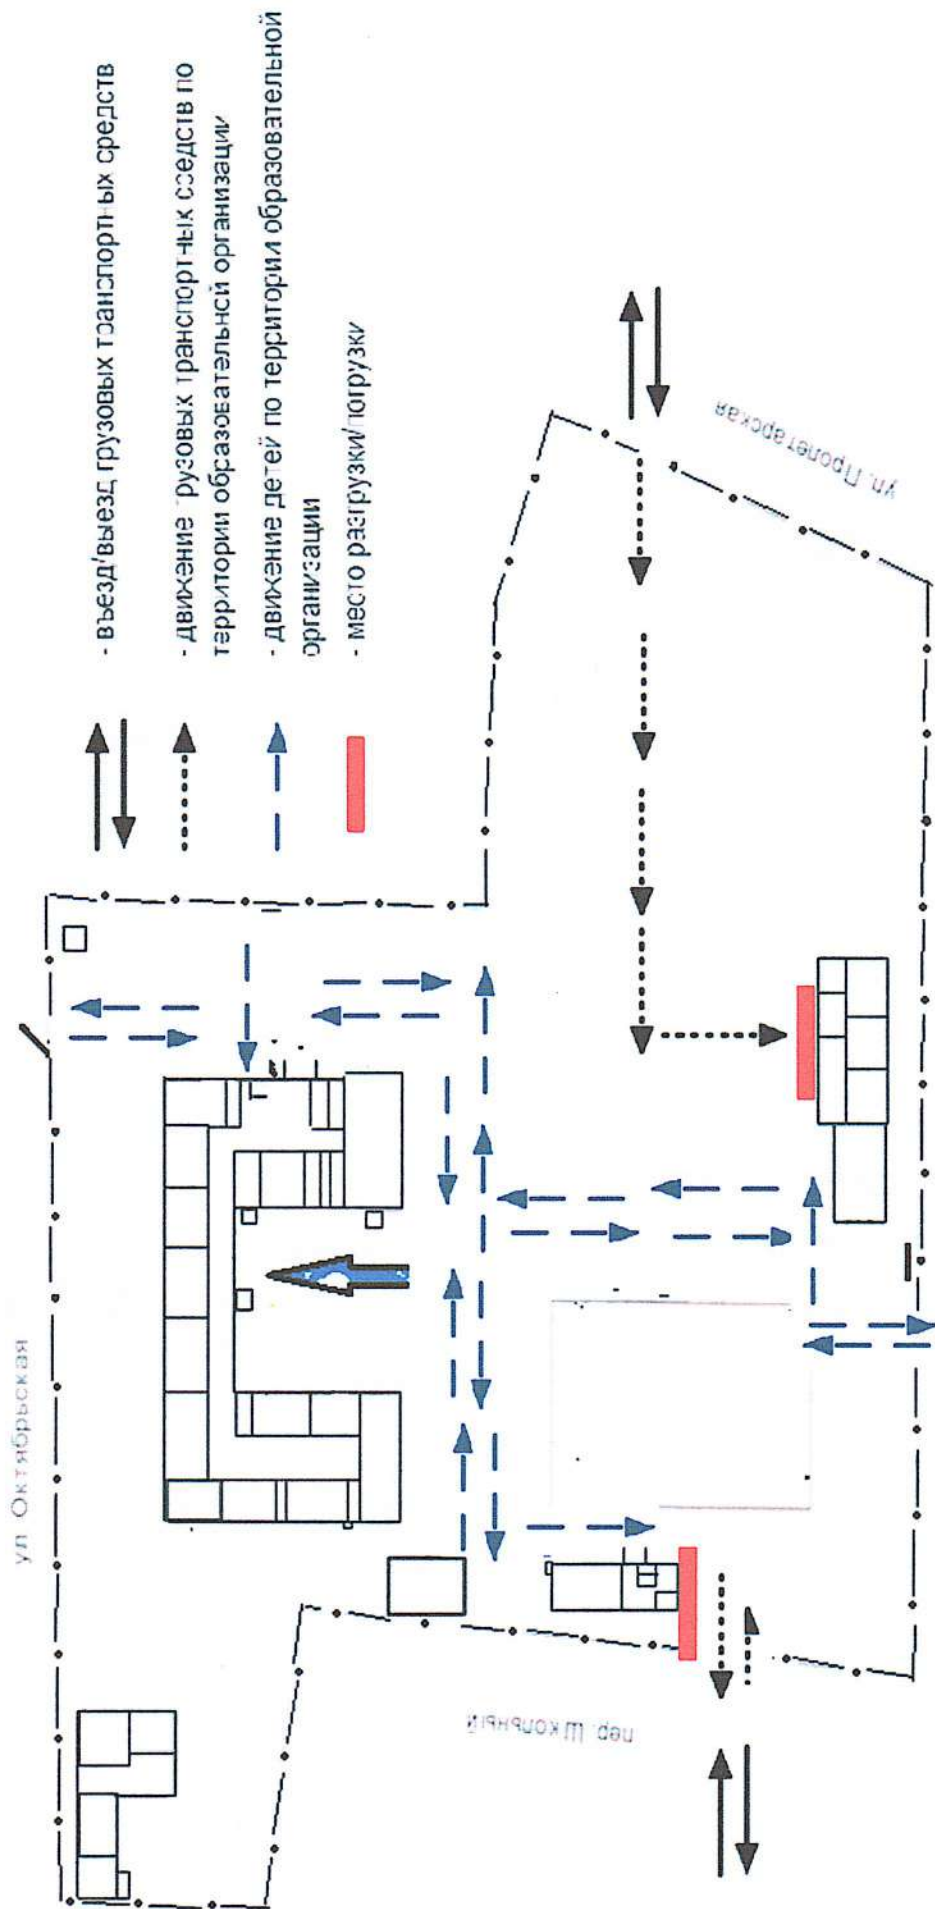 ул Октябрьская
- въезд/выезд грузовых транспортных средств
- движение грузовых транспортных средств по
территории образовательной организации
- движение детей по территории образовательной
организации
- место разгрузки/погрузки
ул. Пролетарская
пер. Школьный